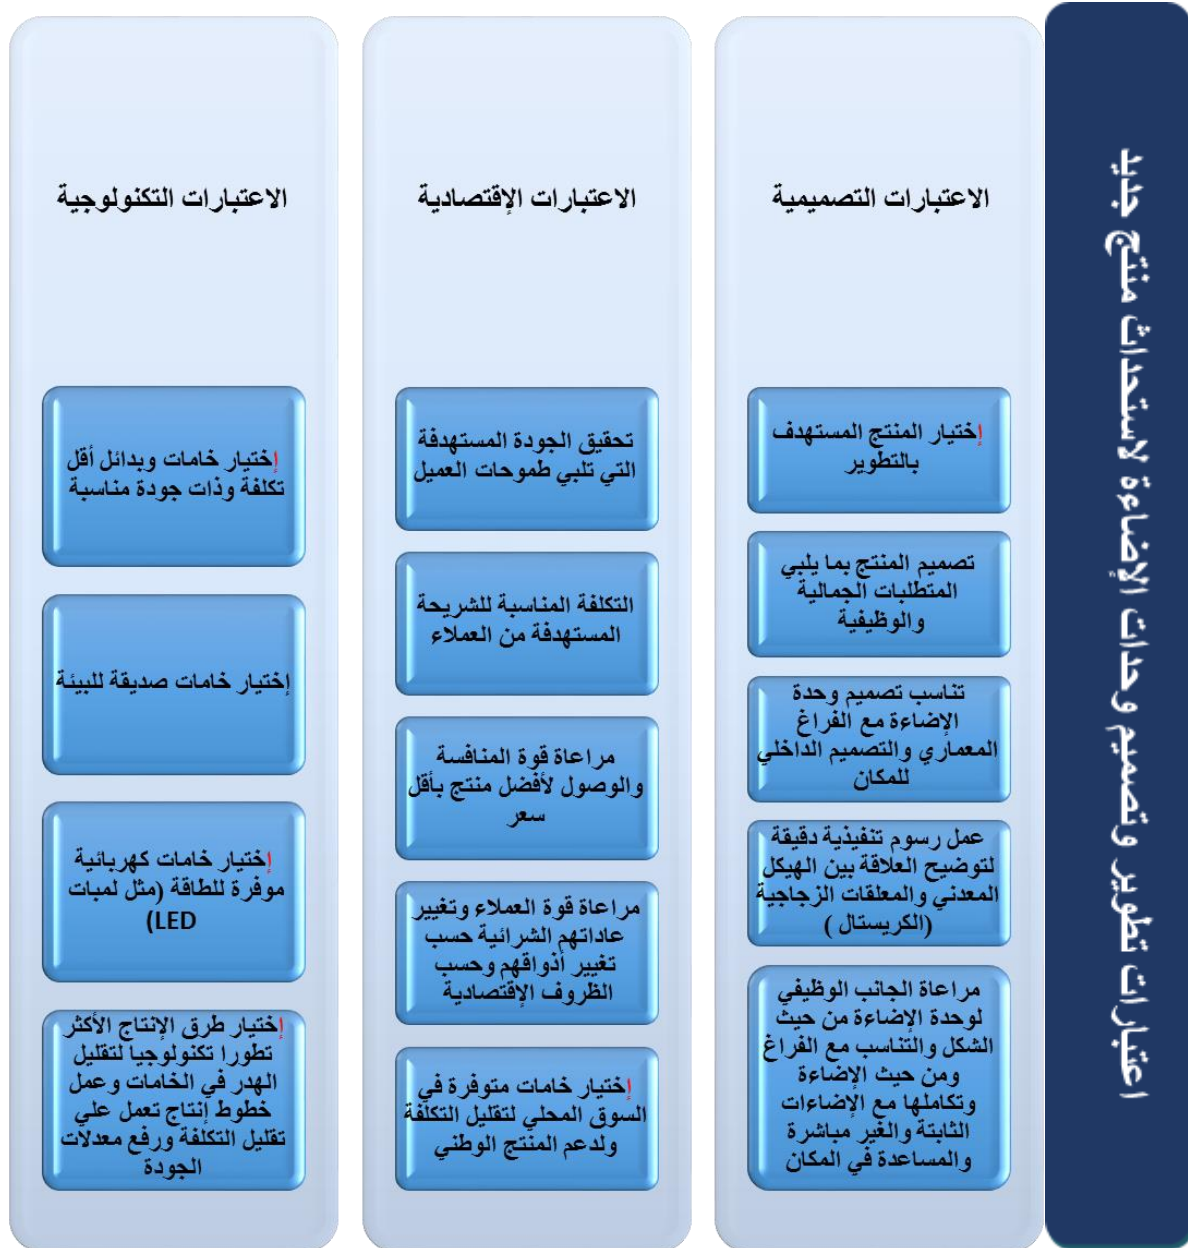 اعتبارات تطوير وتصميم وحدات الإضاءة لاستحداث منتج جديد
الاعتبارات التصميمية
إختيار المنتج المستهدف
بالتطوير
تصميم المنتج بما يلبي
المتطلبات الجمالية
والوظيفية
تناسب تصميم وحدة
الإضاءة مع الفراغ
المعماري والتصميم الداخلي
للمكان
عمل رسوم تنفيذية دقيقة
لتوضيح العلاقة بين الهيكل
المعدني والمعلقات الزجاجية
(الكريستال )
مراعاة الجانب الوظيفي
لوحدة الإضاءة من حيث
الشكل والتناسب مع الفراغ
ومن حيث الإضاءة
وتكاملها مع الإضاءات
الثابتة والغير مباشرة
والمساعدة في المكان
الاعتبارات الإقتصادية
تحقيق الجودة المستهدفة
التي تلبي طموحات العميل
التكلفة المناسبة للشريحة
المستهدفة من العملاء
مراعاة قوة المنافسة
والوصول لأفضل منتج بأقل
سعر
مراعاة قوة العملاء وتغيير
عاداتهم الشرائية حسب
تغيير أذواقهم وحسب
الظروف الإقتصادية
إختيار خامات متوفرة في
السوق المحلي لتقليل التكلفة
ولدعم المنتج الوطني
الاعتبارات التكنولوجية
إختيار خامات وبدائل أقل
تكلفة وذات جودة مناسبة
إختيار خامات صديقة للبيئة
إختيار خامات كهربائية
موفرة للطاقة (مثل لمبات
LED)
إختيار طرق الإنتاج الأكثر
تطورا تكنولوجيا لتقليل
الهدر في الخامات وعمل
خطوط إنتاج تعمل علي
تقليل التكلفة ورفع معدلات
الجودة